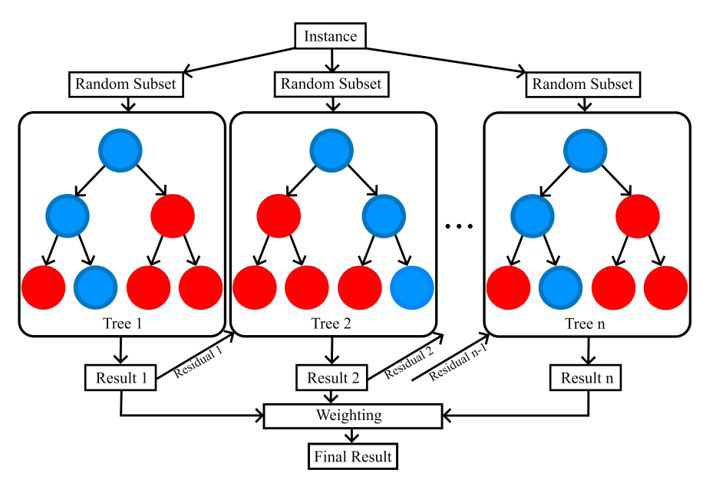 Instance
Random Subset
Random Subset
Random Subset
...
Tree 1
Tree 2
Tree n
Residual 1
Residual 2
Residual n-1
Result 1
Result 2
Result n
Weighting
Final Result